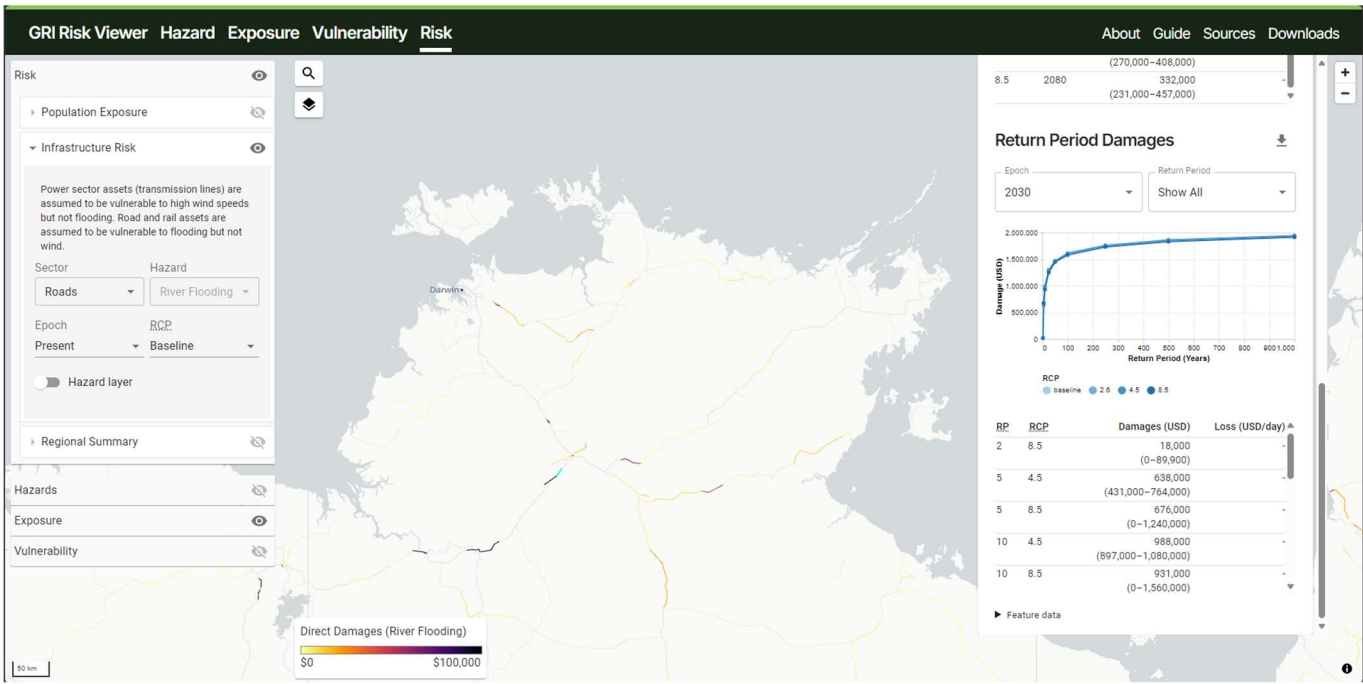 GRI Risk Viewer Hazard Exposure Vulnerability Risk
About Guide Sources Downloads
Risk
Population Exposure
Infrastructure Risk
Power sector assets (transmission lines) are
assumed to be vulnerable to high wind speeds
but not flooding. Road and rail assets are
assumed to be vulnerable to flooding but not
wind.
Sector Hazard
Roads River Flooding
Epoch RCP
Present Baseline
Hazard layer
Regional Summary
Hazards
Exposure
Vulnerability
50 km
Darwin
Direct Damages (River Flooding)
$0 $100,000
(270,000–408,000)
8.5 2080 332,000 -
(231,000–457,000)
Return Period Damages
Epoch Return Period
2030 Show All
2,000,000
1,500,000
1,000,000
500,000
0
Damage (USD)
0 100 200 300 400 500 600 700 800 900 1,000
Return Period (Years)
RCP
baseline 2.6 4.5 8.5
RP RCP Damages (USD) Loss (USD/day)
2 8.5 18,000 -
(0–89,900)
5 4.5 638,000 -
(431,000–764,000)
5 8.5 676,000 -
(0–1,240,000)
10 4.5 988,000 -
(897,000–1,080,000)
10 8.5 931,000 -
(0–1,560,000)
Feature data
+
−